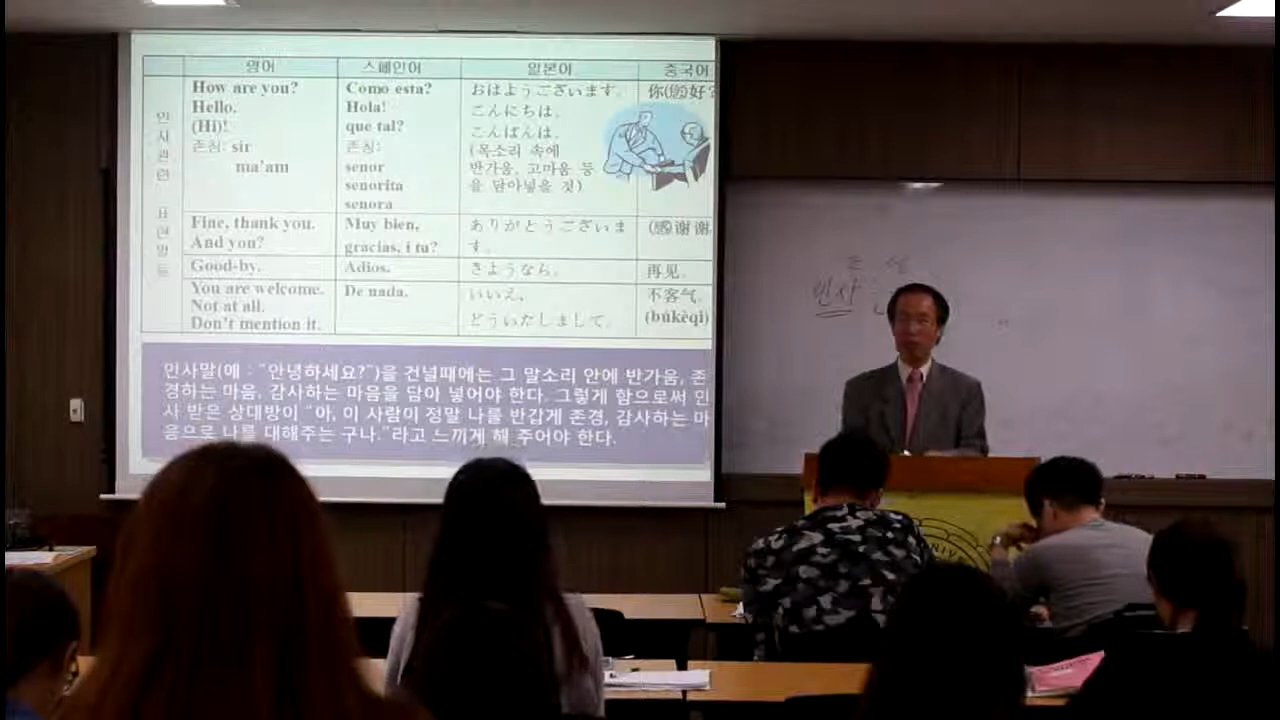 영어 스페인어 일본어 중국어
인사관련 표현말등
How are you?
Hello.
(Hi)!
존칭: sir
ma'am
Como esta?
Hola!
que tal?
존칭:
senor
senorita
senora
おはようございます。
こんにちは。
こんばんは。
(목소리 속에
반가움, 고마움 등
을 담아넣을 것)
你(您)好?
Fine, thank you.
And you?
Muy bien,
gracias, i tu?
ありがとうございま
す。
(感)谢谢
Good-by.
Adios.
さようなら。
再见.
You are welcome.
Not at all.
Don't mention it.
De nada.
いいえ,
どういたしまして。
不客气.
(búkèqi)
인사말(예 : "안녕하세요?")을 건넬때에는 그 말소리 안에 반가움, 존
경하는 마음, 감사하는 마음을 담아 넣어야 한다. 그렇게 함으로써 인
사 받은 상대방이 "아, 이 사람이 정말 나를 반갑게 존경, 감사하는 마
음으로 나를 대해주는 구나."라고 느끼게 해 주어야 한다.
인사
UNIVE